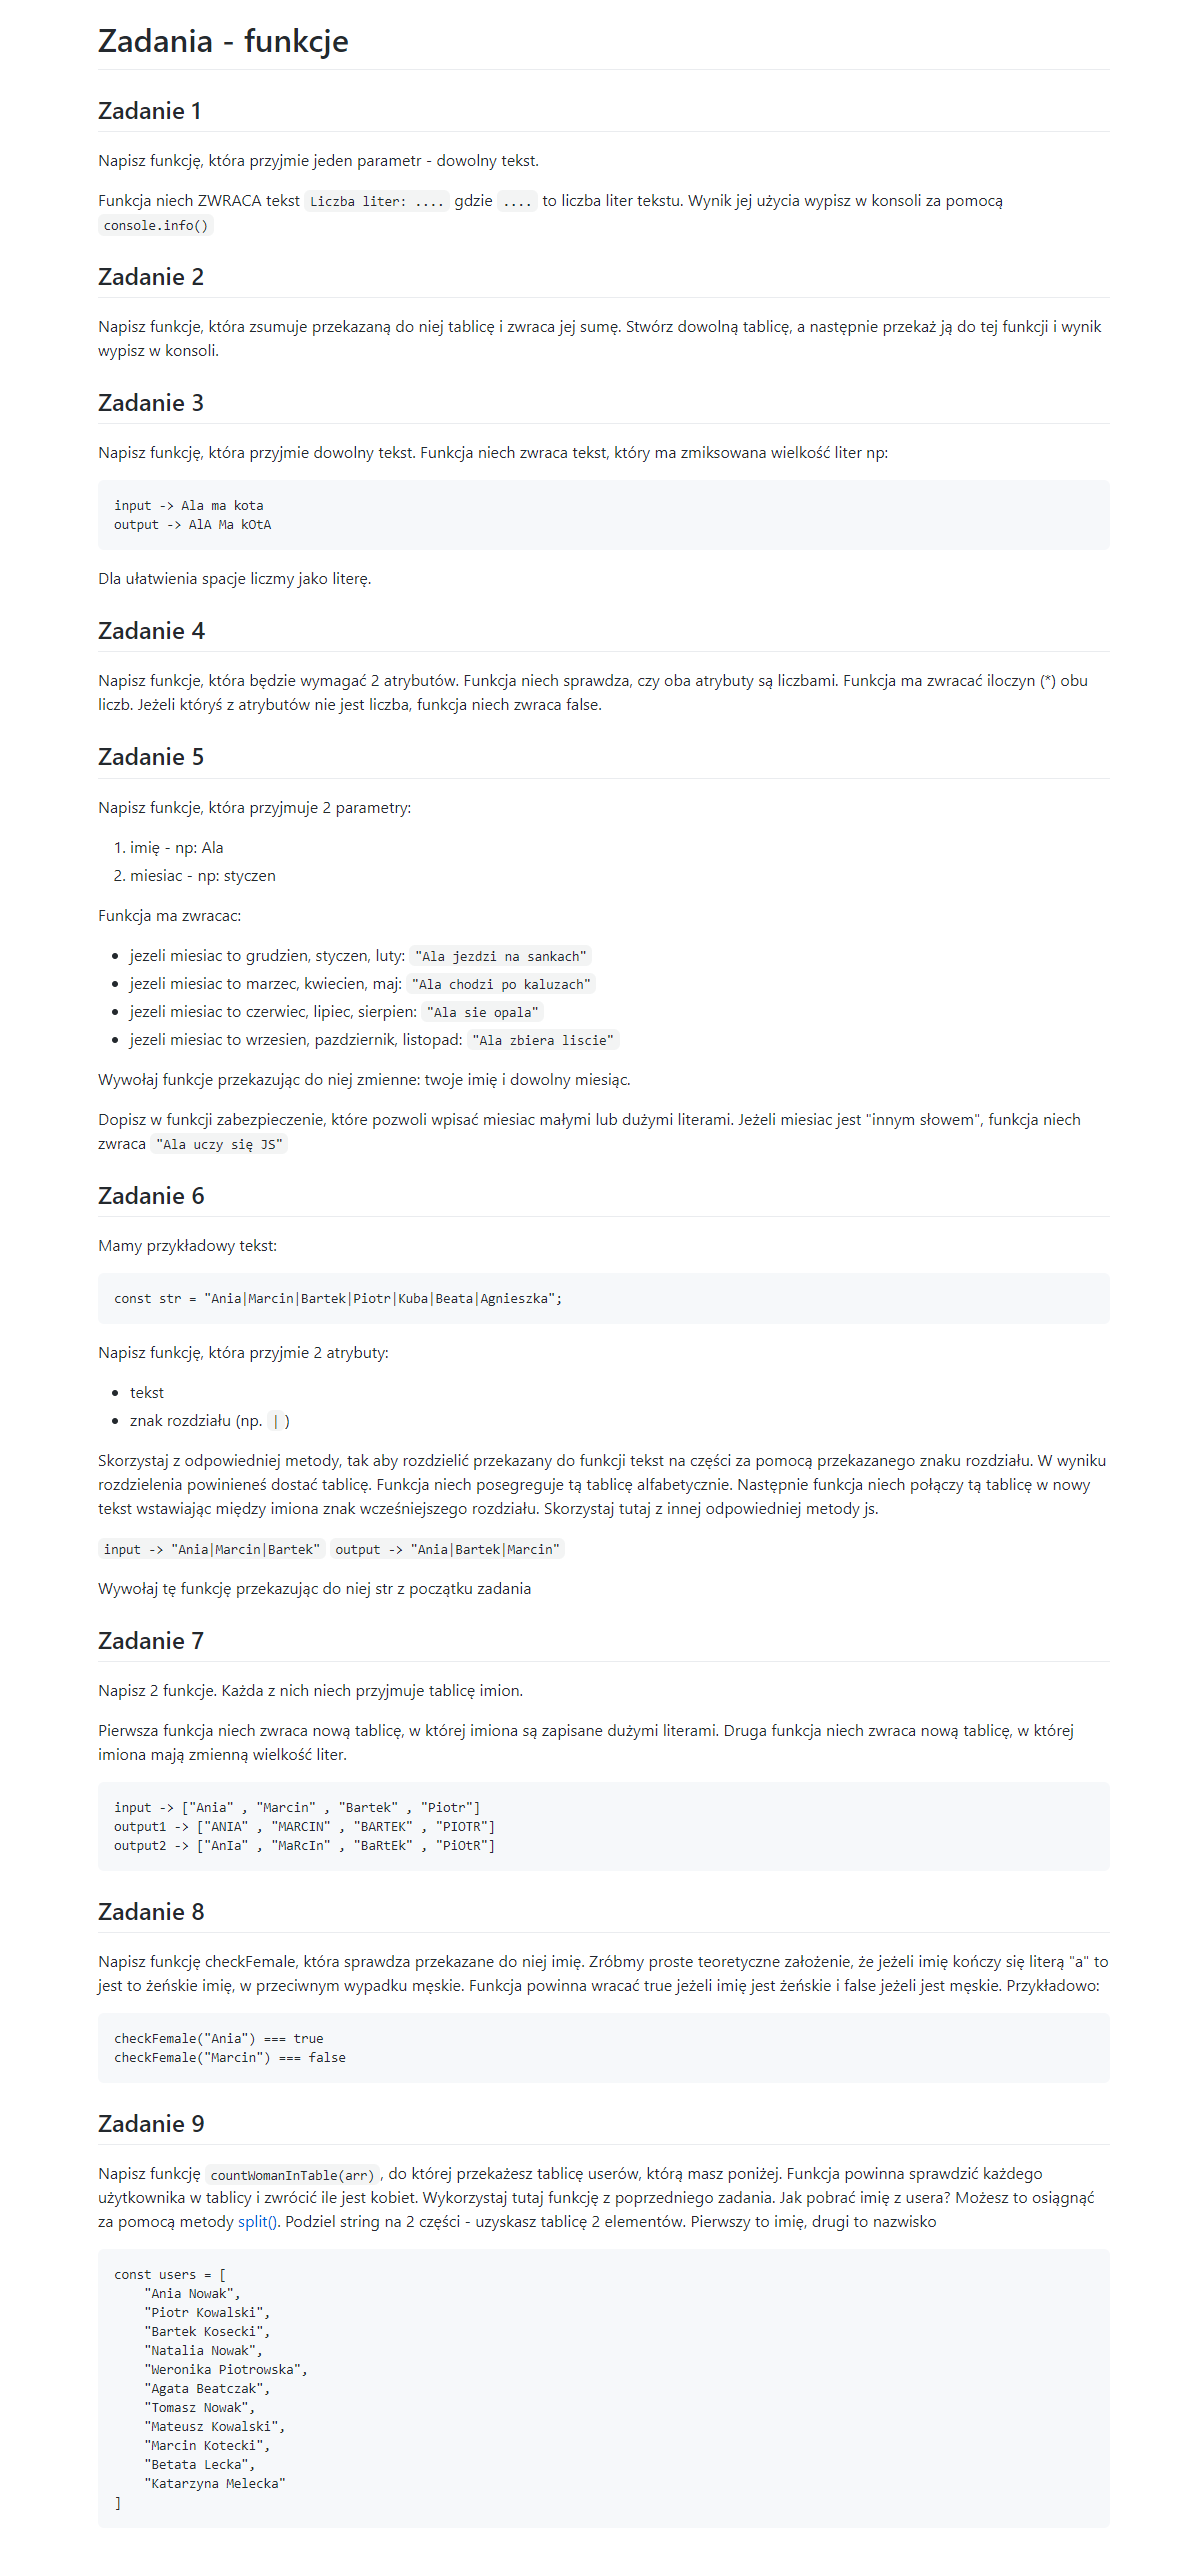 Zadania - funkcje
Zadanie 1
Napisz funkcję, która przyjmie jeden parametr - dowolny tekst.
Funkcja niech ZWRACA tekst Liczba liter: .... gdzie .... to liczba liter tekstu. Wynik jej użycia wypisz w konsoli za pomocą
console.info()
Zadanie 2
Napisz funkcje, która zsumuje przekazaną do niej tablicę i zwraca jej sumę. Stwórz dowolną tablicę, a następnie przekaż ją do tej funkcji i wynik
wypisz w konsoli.
Zadanie 3
Napisz funkcję, która przyjmie dowolny tekst. Funkcja niech zwraca tekst, który ma zmiksowana wielkość liter np:
input -> Ala ma kota
output -> AlA Ma kOtA
Dla ułatwienia spacje liczmy jako literę.
Zadanie 4
Napisz funkcje, która będzie wymagać 2 atrybutów. Funkcja niech sprawdza, czy oba atrybuty są liczbami. Funkcja ma zwracać iloczyn (*) obu
liczb. Jeżeli któryś z atrybutów nie jest liczba, funkcja niech zwraca false.
Zadanie 5
Napisz funkcje, która przyjmuje 2 parametry:
1. imię - np: Ala
2. miesiac - np: styczen
Funkcja ma zwracac:
• jezeli miesiac to grudzien, styczen, luty: "Ala jezdzi na sankach"
• jezeli miesiac to marzec, kwiecien, maj: "Ala chodzi po kaluzach"
• jezeli miesiac to czerwiec, lipiec, sierpien: "Ala sie opala"
• jezeli miesiac to wrzesien, pazdziernik, listopad: "Ala zbiera liscie"
Wywołaj funkcje przekazując do niej zmienne: twoje imię i dowolny miesiąc.
Dopisz w funkcji zabezpieczenie, które pozwoli wpisać miesiac małymi lub dużymi literami. Jeżeli miesiac jest "innym słowem", funkcja niech
zwraca "Ala uczy się JS"
Zadanie 6
Mamy przykładowy tekst:
const str = "Ania|Marcin|Bartek|Piotr|Kuba|Beata|Agnieszka";
Napisz funkcję, która przyjmie 2 atrybuty:
• tekst
• znak rozdziału (np. | )
Skorzystaj z odpowiedniej metody, tak aby rozdzielić przekazany do funkcji tekst na części za pomocą przekazanego znaku rozdziału. W wyniku
rozdzielenia powinieneś dostać tablicę. Funkcja niech posegreguje tą tablicę alfabetycznie. Następnie funkcja niech połączy tą tablicę w nowy
tekst wstawiając między imiona znak wcześniejszego rozdziału. Skorzystaj tutaj z innej odpowiedniej metody js.
input -> "Ania|Marcin|Bartek" output -> "Ania|Bartek|Marcin"
Wywołaj tę funkcję przekazując do niej str z początku zadania
Zadanie 7
Napisz 2 funkcje. Każda z nich niech przyjmuje tablicę imion.
Pierwsza funkcja niech zwraca nową tablicę, w której imiona są zapisane dużymi literami. Druga funkcja niech zwraca nową tablicę, w której
imiona mają zmienną wielkość liter.
input -> ["Ania" , "Marcin" , "Bartek" , "Piotr"]
output1 -> ["ANIA" , "MARCIN" , "BARTEK" , "PIOTR"]
output2 -> ["AnIa" , "MaRcIn" , "BaRtEk" , "PiOtR"]
Zadanie 8
Napisz funkcję checkFemale, która sprawdza przekazane do niej imię. Zróbmy proste teoretyczne założenie, że jeżeli imię kończy się literą "a" to
jest to żeńskie imię, w przeciwnym wypadku męskie. Funkcja powinna wracać true jeżeli imię jest żeńskie i false jeżeli jest męskie. Przykładowo:
checkFemale("Ania") === true
checkFemale("Marcin") === false
Zadanie 9
Napisz funkcję countWomanInTable(arr) , do której przekażesz tablicę userów, którą masz poniżej. Funkcja powinna sprawdzić każdego
użytkownika w tablicy i zwrócić ile jest kobiet. Wykorzystaj tutaj funkcję z poprzedniego zadania. Jak pobrać imię z usera? Możesz to osiągnąć
za pomocą metody split(). Podziel string na 2 części - uzyskasz tablicę 2 elementów. Pierwszy to imię, drugi to nazwisko
const users = [
"Ania Nowak",
"Piotr Kowalski",
"Bartek Kosecki",
"Natalia Nowak",
"Weronika Piotrowska",
"Agata Beatczak",
"Tomasz Nowak",
"Mateusz Kowalski",
"Marcin Kotecki",
"Betata Lecka",
"Katarzyna Melecka"
]